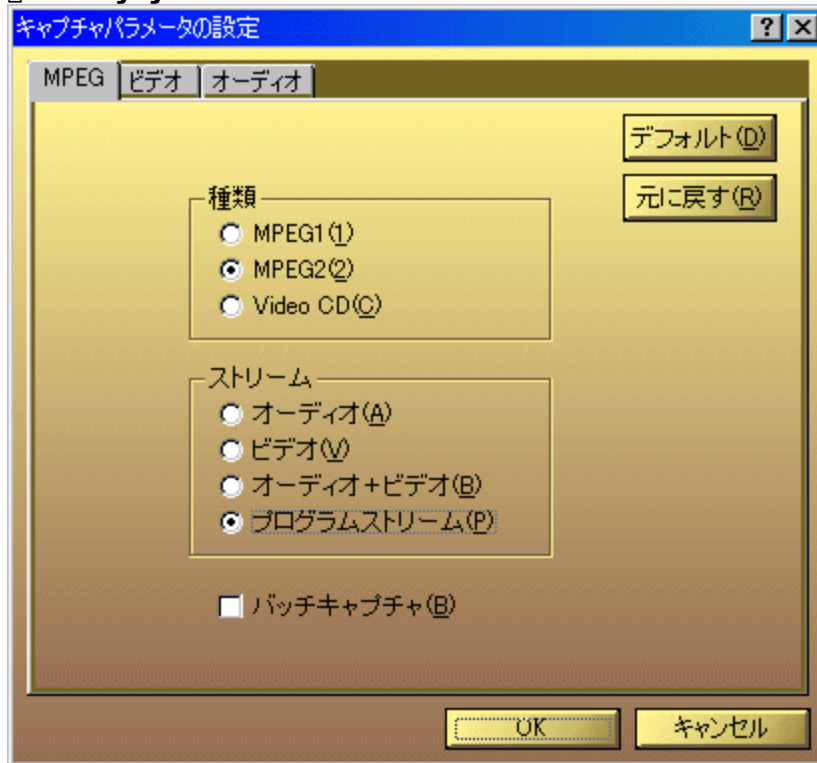 キャプチャパラメータの設定
MPEG ビデオ オーディオ
デフォルト(D)
元に戻す(R)
種類
MPEG1(1)
MPEG2(2)
Video CD(C)
ストリーム
オーディオ(A)
ビデオ(V)
オーディオ+ビデオ(B)
プログラムストリーム(P)
バッチキャプチャ(B)
OK キャンセル